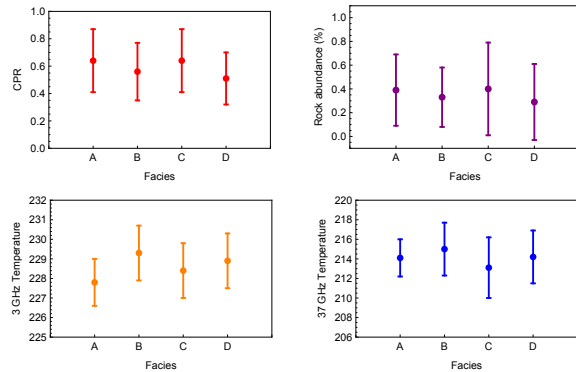 1.0
0.8
0.6
0.4
0.2
0.0
CPR
A B C D
Facies
1.0
0.8
0.6
0.4
0.2
0.0
Rock abundance (%)
A B C D
Facies
232
230
229
228
227
226
225
3 GHz Temperature
A B C D
Facies
220
218
216
214
212
210
208
206
37 GHz Temperature
A B C D
Facies